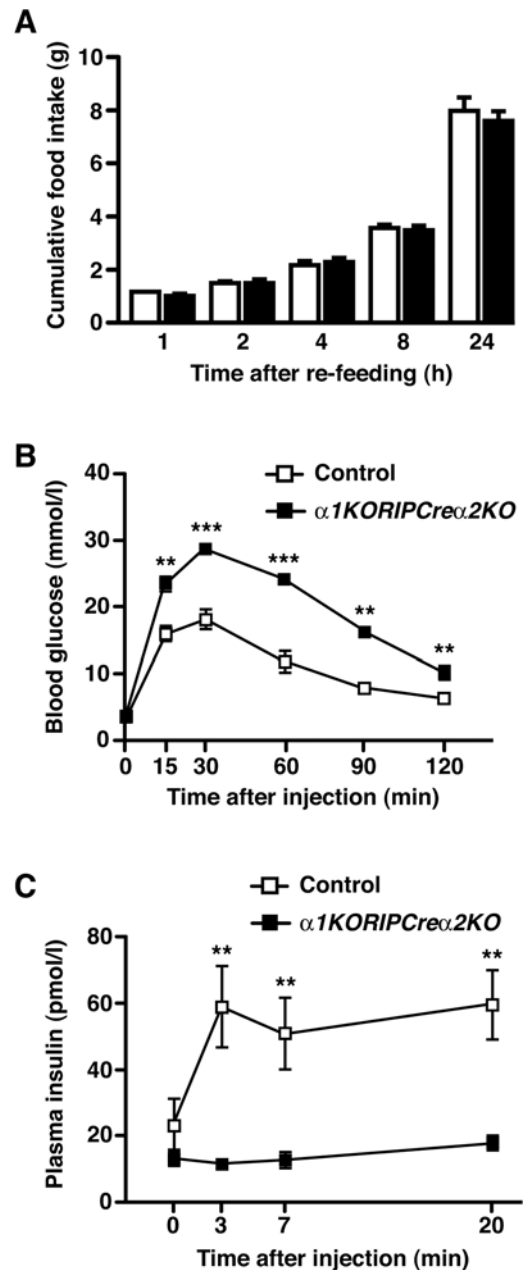 A
Cumulative food intake (g)
10
8
6
4
2
0
1 2 4 8 24
Time after re-feeding (h)
B
Control
α1KORIPCreα2KO
Blood glucose (mmol/l)
40
30
20
10
0
** *** *** ** **
0 15 30 60 90 120
Time after injection (min)
C
Control
α1KORIPCreα2KO
Plasma insulin (pmol/l)
80
60
40
20
0
** ** **
0 3 7 20
Time after injection (min)